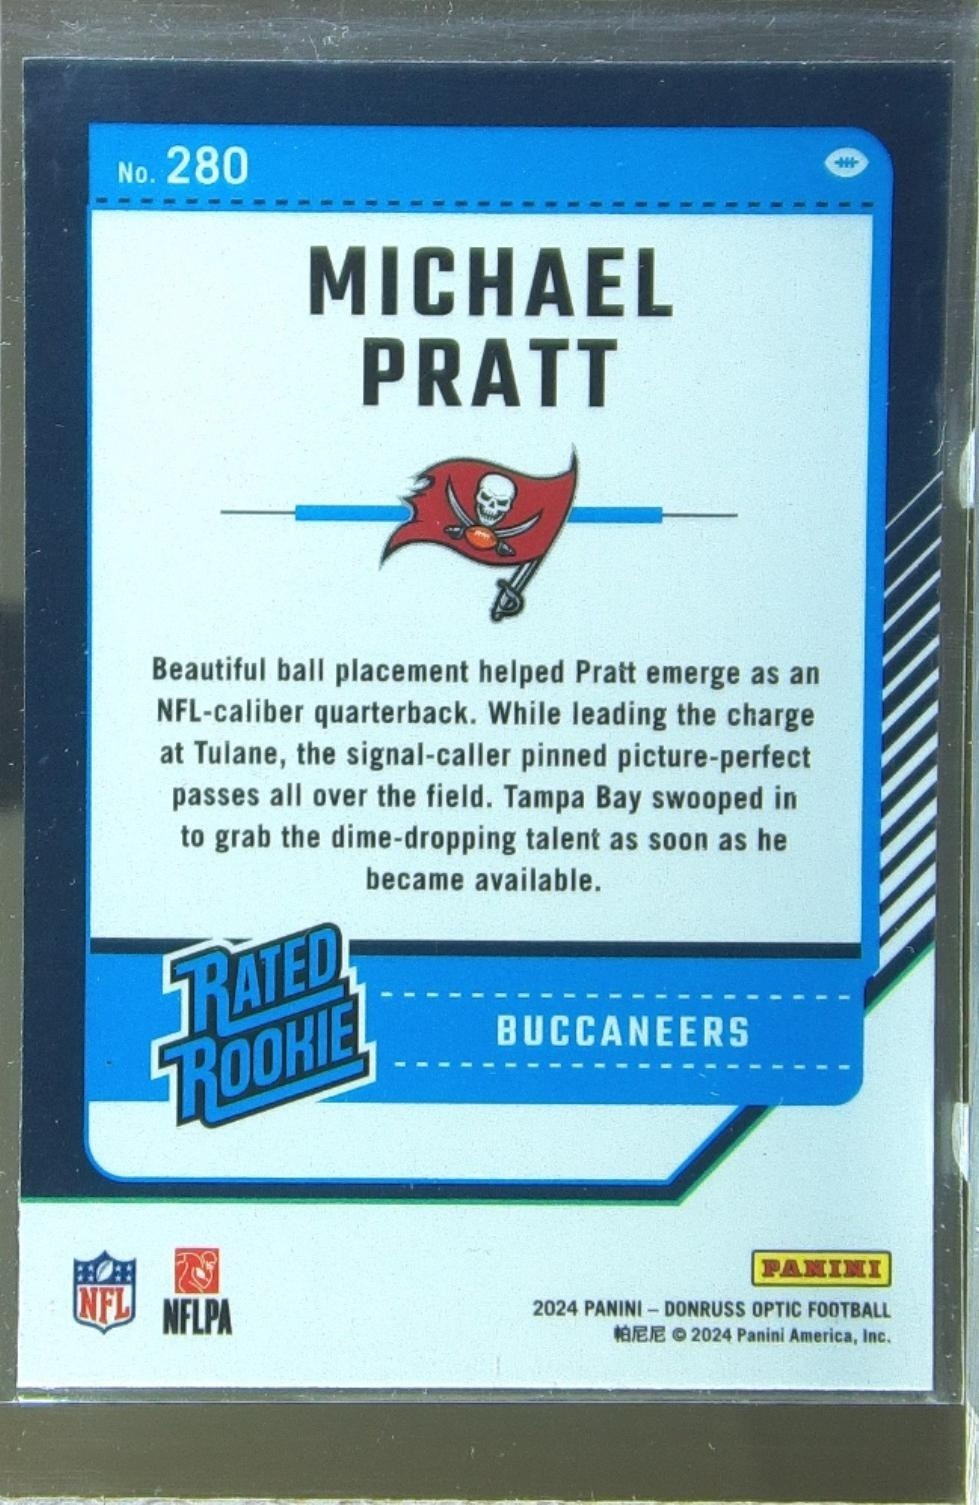 No. 280
MICHAEL
PRATT
Beautiful ball placement helped Pratt emerge as an
NFL-caliber quarterback. While leading the charge
at Tulane, the signal-caller pinned picture-perfect
passes all over the field. Tampa Bay swooped in
to grab the dime-dropping talent as soon as he
became available.
RATED
ROOKIE
BUCCANEERS
NFL
NFLPA
PANINI
2024 PANINI – DONRUSS OPTIC FOOTBALL
帕尼尼 © 2024 Panini America, Inc.